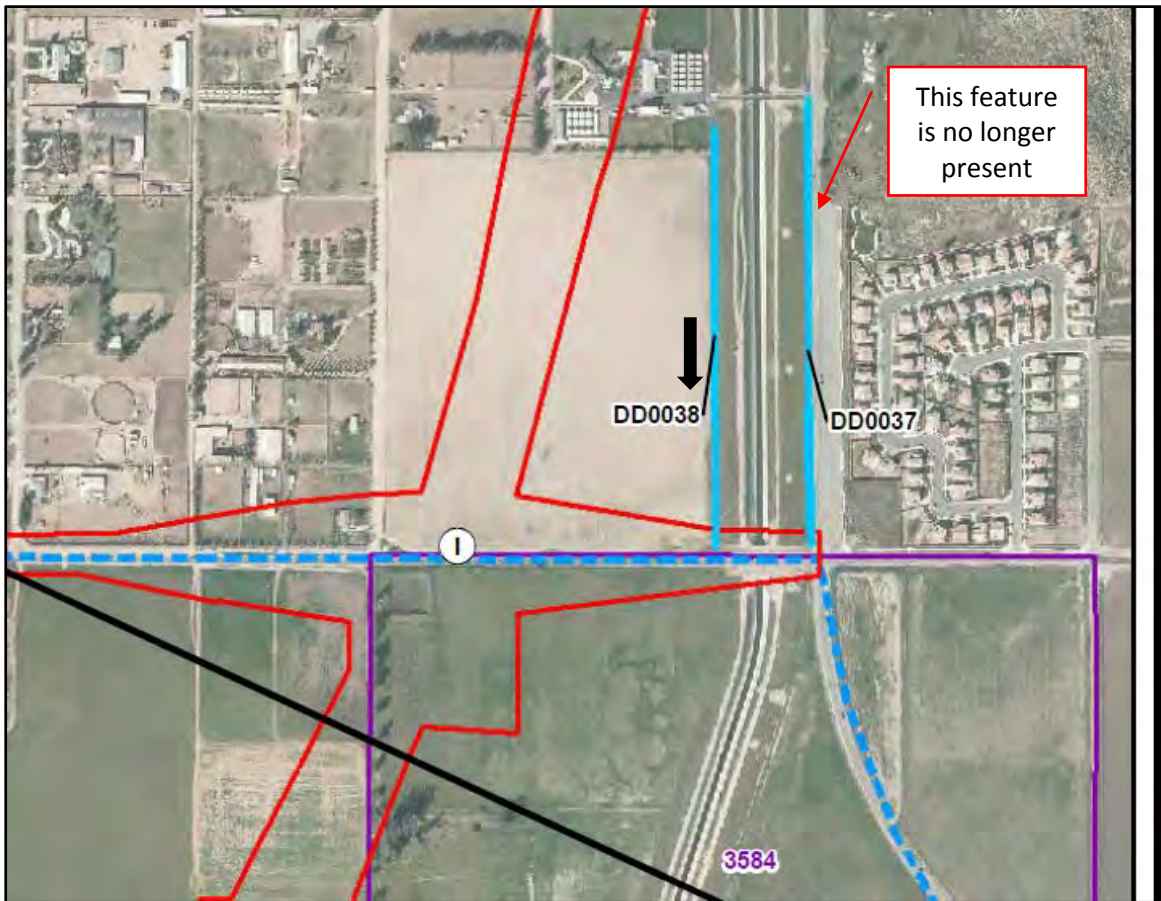 This feature
is no longer
present
DD0038
DD0037
I
3584